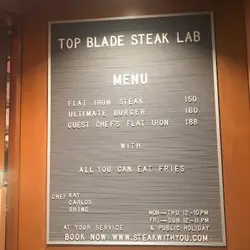 TOP BLADE STEAK LAB
MENU
FLAT IRON STEAK 150
ULTIMATE BURGER 160
GUEST CHEF'S FLAT IRON 188
WITH
ALL YOU CAN EAT FRIES
CHEF RAY
CARLOS
SHING
MON—THU 12-10PM
FRI—SUN 12-11PM
AT YOUR SERVICE & PUBLIC HOLIDAY
BOOK NOW: WWW.STEAKWITHYOU.COM